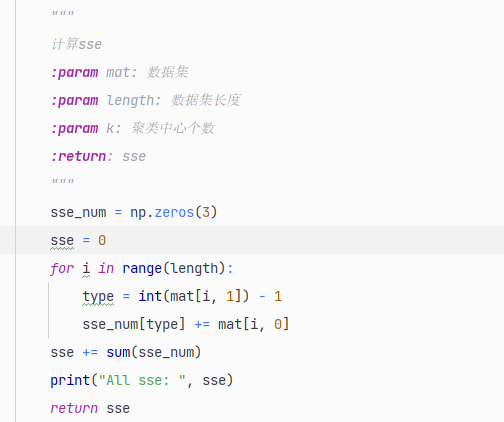 """
计算sse
:param mat: 数据集
:param length: 数据集长度
:param k: 聚类中心个数
:return: sse
"""
sse_num = np.zeros(3)
sse = 0
for i in range(length):
    type = int(mat[i, 1]) - 1
    sse_num[type] += mat[i, 0]
sse += sum(sse_num)
print("All sse: ", sse)
return sse